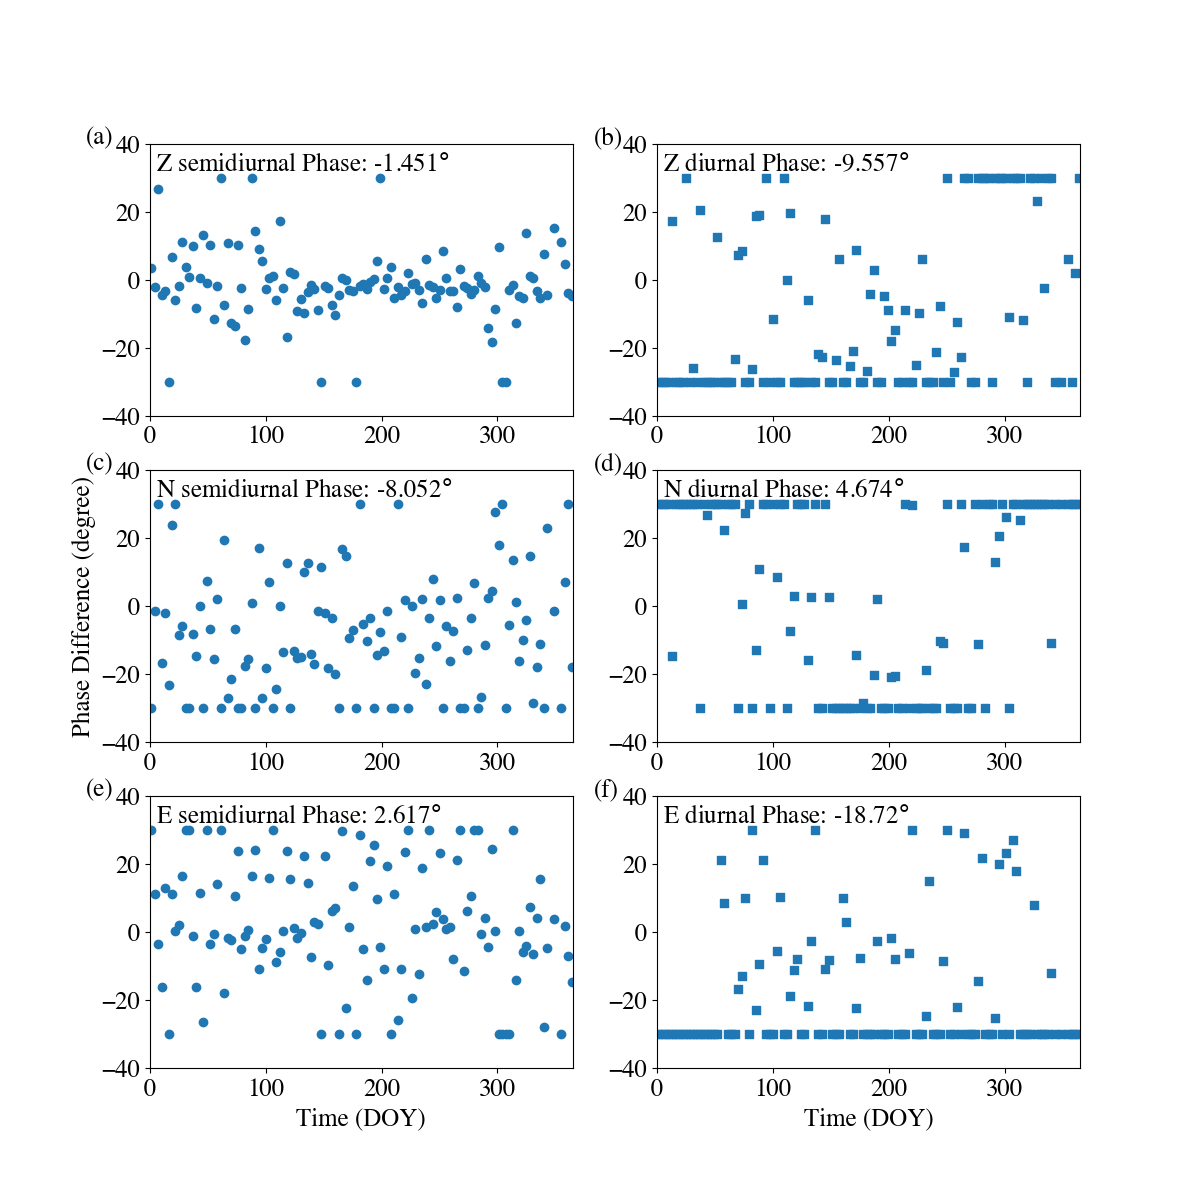 (a)
Z semidiurnal Phase: -1.451°
40
20
0
−20
−40
0 100 200 300
(b)
Z diurnal Phase: -9.557°
40
20
0
−20
−40
0 100 200 300
(c)
N semidiurnal Phase: -8.052°
40
20
0
−20
−40
0 100 200 300
Phase Difference (degree)
(d)
N diurnal Phase: 4.674°
40
20
0
−20
−40
0 100 200 300
(e)
E semidiurnal Phase: 2.617°
40
20
0
−20
−40
0 100 200 300
Time (DOY)
(f)
E diurnal Phase: -18.72°
40
20
0
−20
−40
0 100 200 300
Time (DOY)